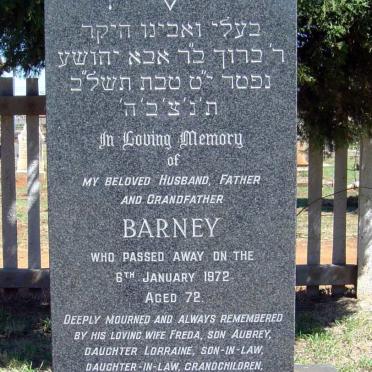 בעלי ואבינו היקר
ר' ברוך ב"ר אבא יהושע
נפטר י"ט טבת תשל"ב
ת' נ' צ' ב' ה'
In Loving Memory
of
MY BELOVED HUSBAND, FATHER
AND GRANDFATHER
BARNEY
WHO PASSED AWAY ON THE
6TH JANUARY 1972
AGED 72.
DEEPLY MOURNED AND ALWAYS REMEMBERED
BY HIS LOVING WIFE FREDA, SON AUBREY,
DAUGHTER LORRAINE, SON-IN-LAW,
DAUGHTER-IN-LAW, GRANDCHILDREN,